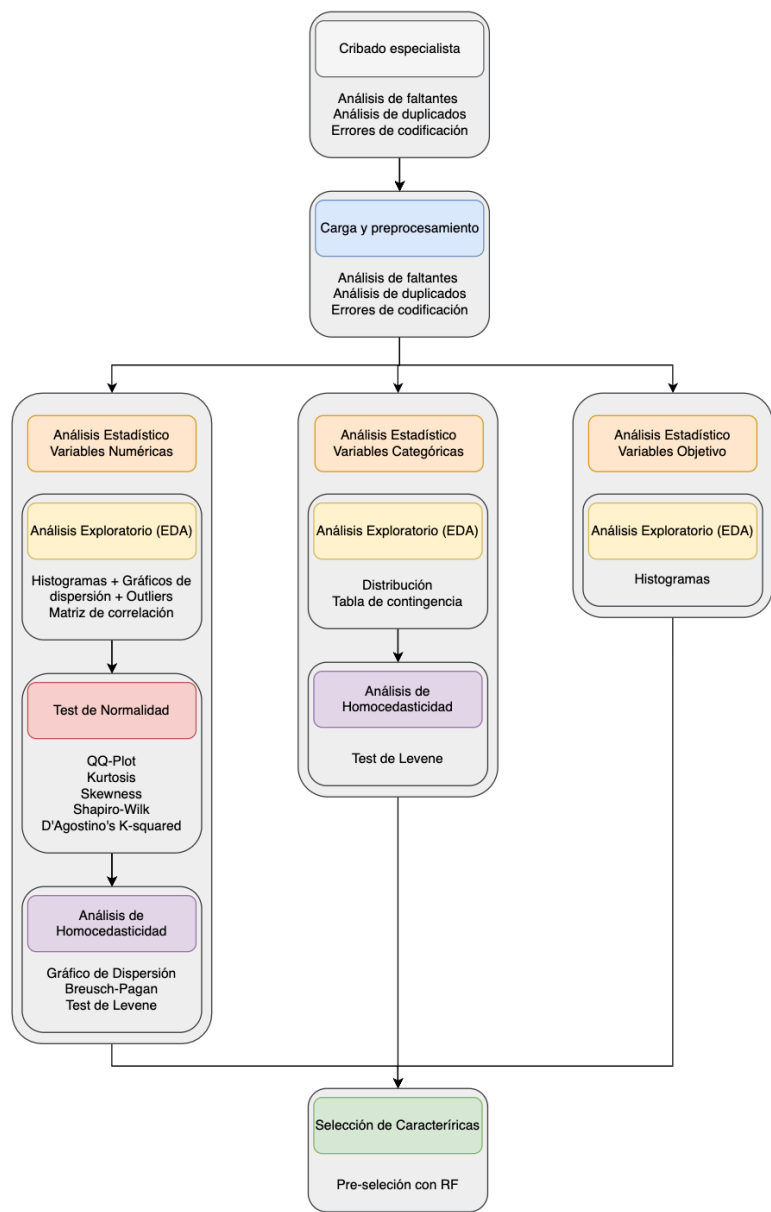 Cribado especialista
Análisis de faltantes
Análisis de duplicados
Errores de codificación
Carga y preprocesamiento
Análisis de faltantes
Análisis de duplicados
Errores de codificación
Análisis Estadístico
Variables Numéricas
Análisis Exploratorio (EDA)
Histogramas + Gráficos de
dispersión + Outliers
Matriz de correlación
Test de Normalidad
QQ-Plot
Kurtosis
Skewness
Shapiro-Wilk
D'Agostino's K-squared
Análisis de
Homocedasticidad
Gráfico de Dispersión
Breusch-Pagan
Test de Levene
Análisis Estadístico
Variables Categóricas
Análisis Exploratorio (EDA)
Distribución
Tabla de contingencia
Análisis de
Homocedasticidad
Test de Levene
Análisis Estadístico
Variables Objetivo
Análisis Exploratorio (EDA)
Histogramas
Selección de Caracteríricas
Pre-seleción con RF